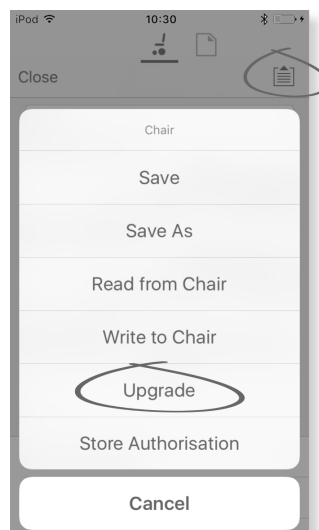 iPod 10:30
Close
Chair
Save
Save As
Read from Chair
Write to Chair
Upgrade
Store Authorisation
Cancel